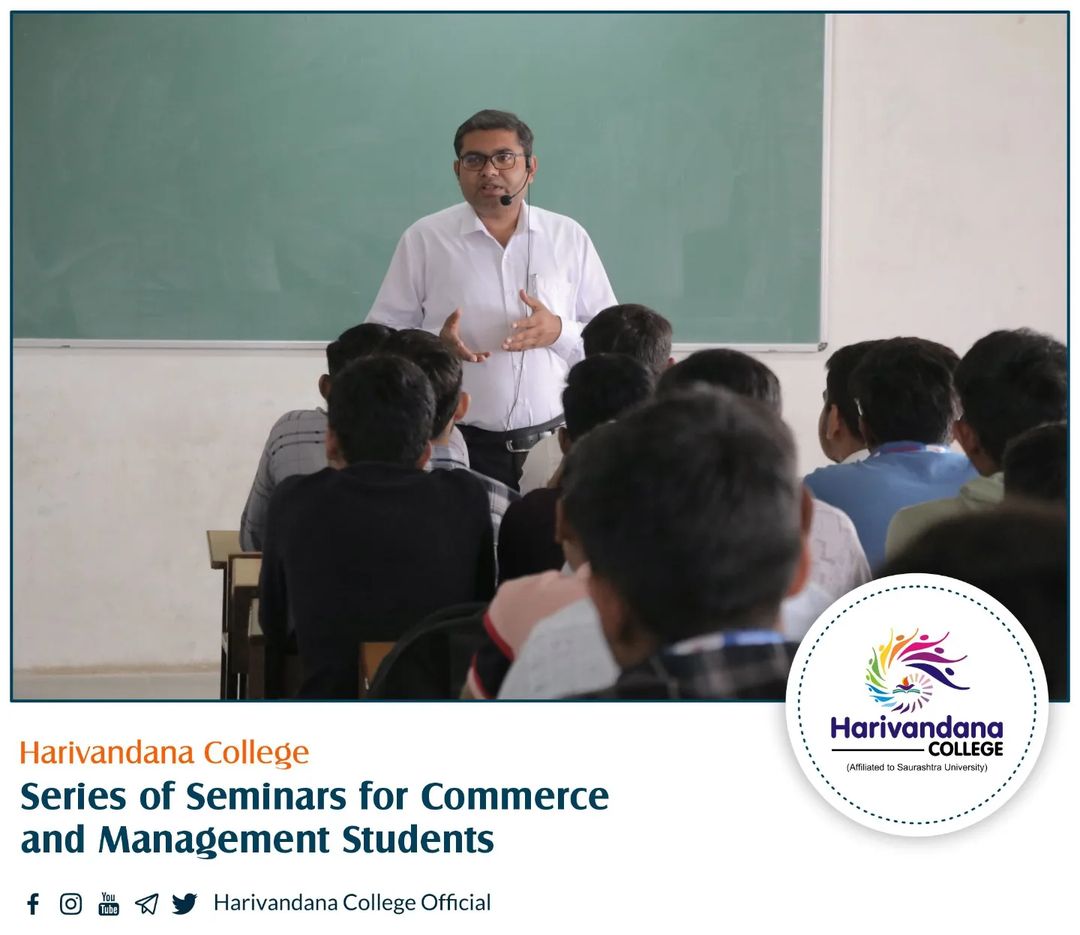 Harivandana
COLLEGE
(Affiliated to Saurashtra University)
Harivandana College
Series of Seminars for Commerce
and Management Students
You
Tube
Harivandana College Official